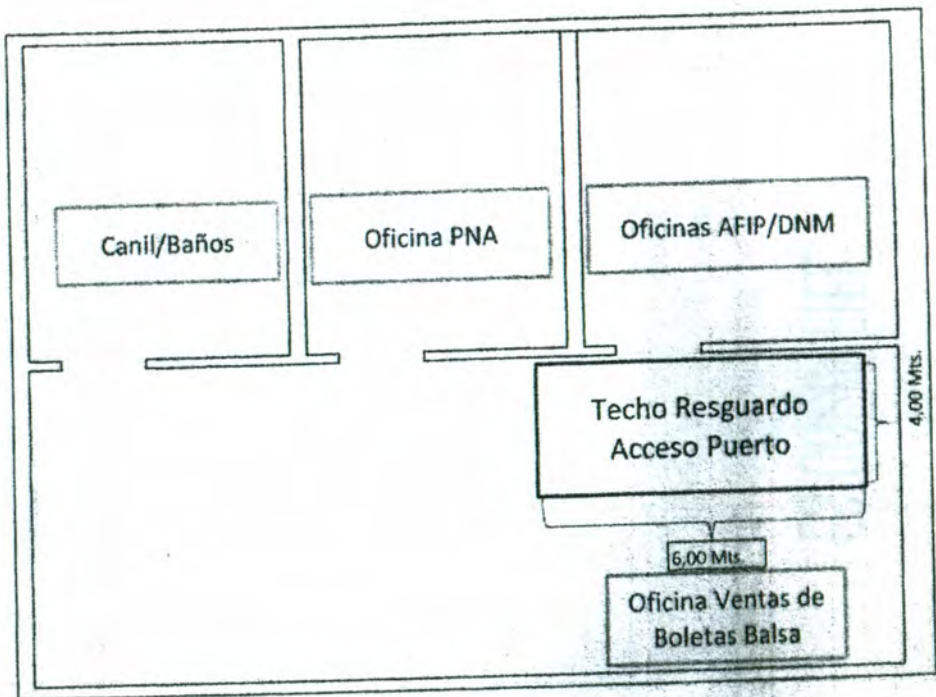 Canil/Baños
Oficina PNA
Oficinas AFIP/DNM
Techo Resguardo
Acceso Puerto
4,00 Mts.
6,00 Mts.
Oficina Ventas de
Boletas Balsa